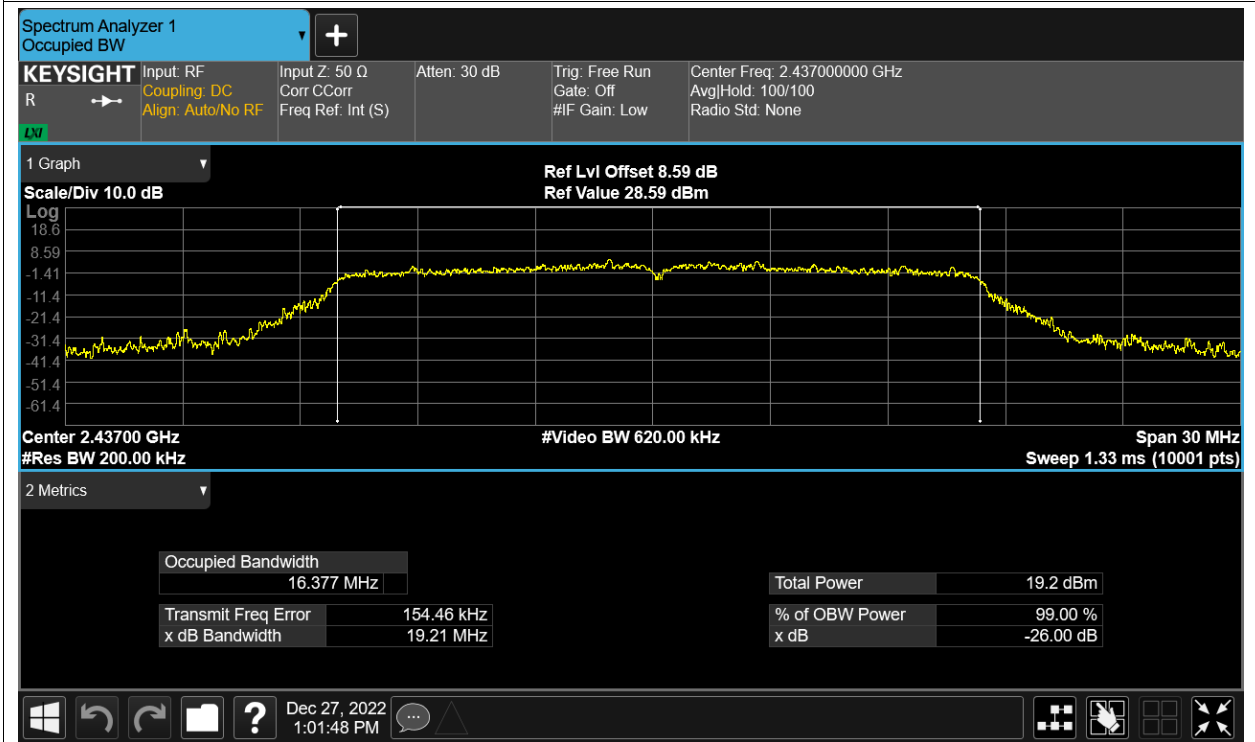 Spectrum Analyzer 1
Occupied BW
KEYSIGHT
R
LXI
Input: RF
Coupling: DC
Align: Auto/No RF
Input Z: 50 Ω
Corr CCorr
Freq Ref: Int (S)
Atten: 30 dB
Trig: Free Run
Gate: Off
#IF Gain: Low
Center Freq: 2.437000000 GHz
Avg|Hold: 100/100
Radio Std: None
1 Graph
Scale/Div 10.0 dB
Ref Lvl Offset 8.59 dB
Ref Value 28.59 dBm
Log
18.6
8.59
-1.41
-11.4
-21.4
-31.4
-41.4
-51.4
-61.4
Center 2.43700 GHz
#Video BW 620.00 kHz
Span 30 MHz
#Res BW 200.00 kHz
Sweep 1.33 ms (10001 pts)
2 Metrics
Occupied Bandwidth
16.377 MHz
Total Power 19.2 dBm
Transmit Freq Error 154.46 kHz
% of OBW Power 99.00 %
x dB Bandwidth 19.21 MHz
x dB -26.00 dB
?
Dec 27, 2022
1:01:48 PM